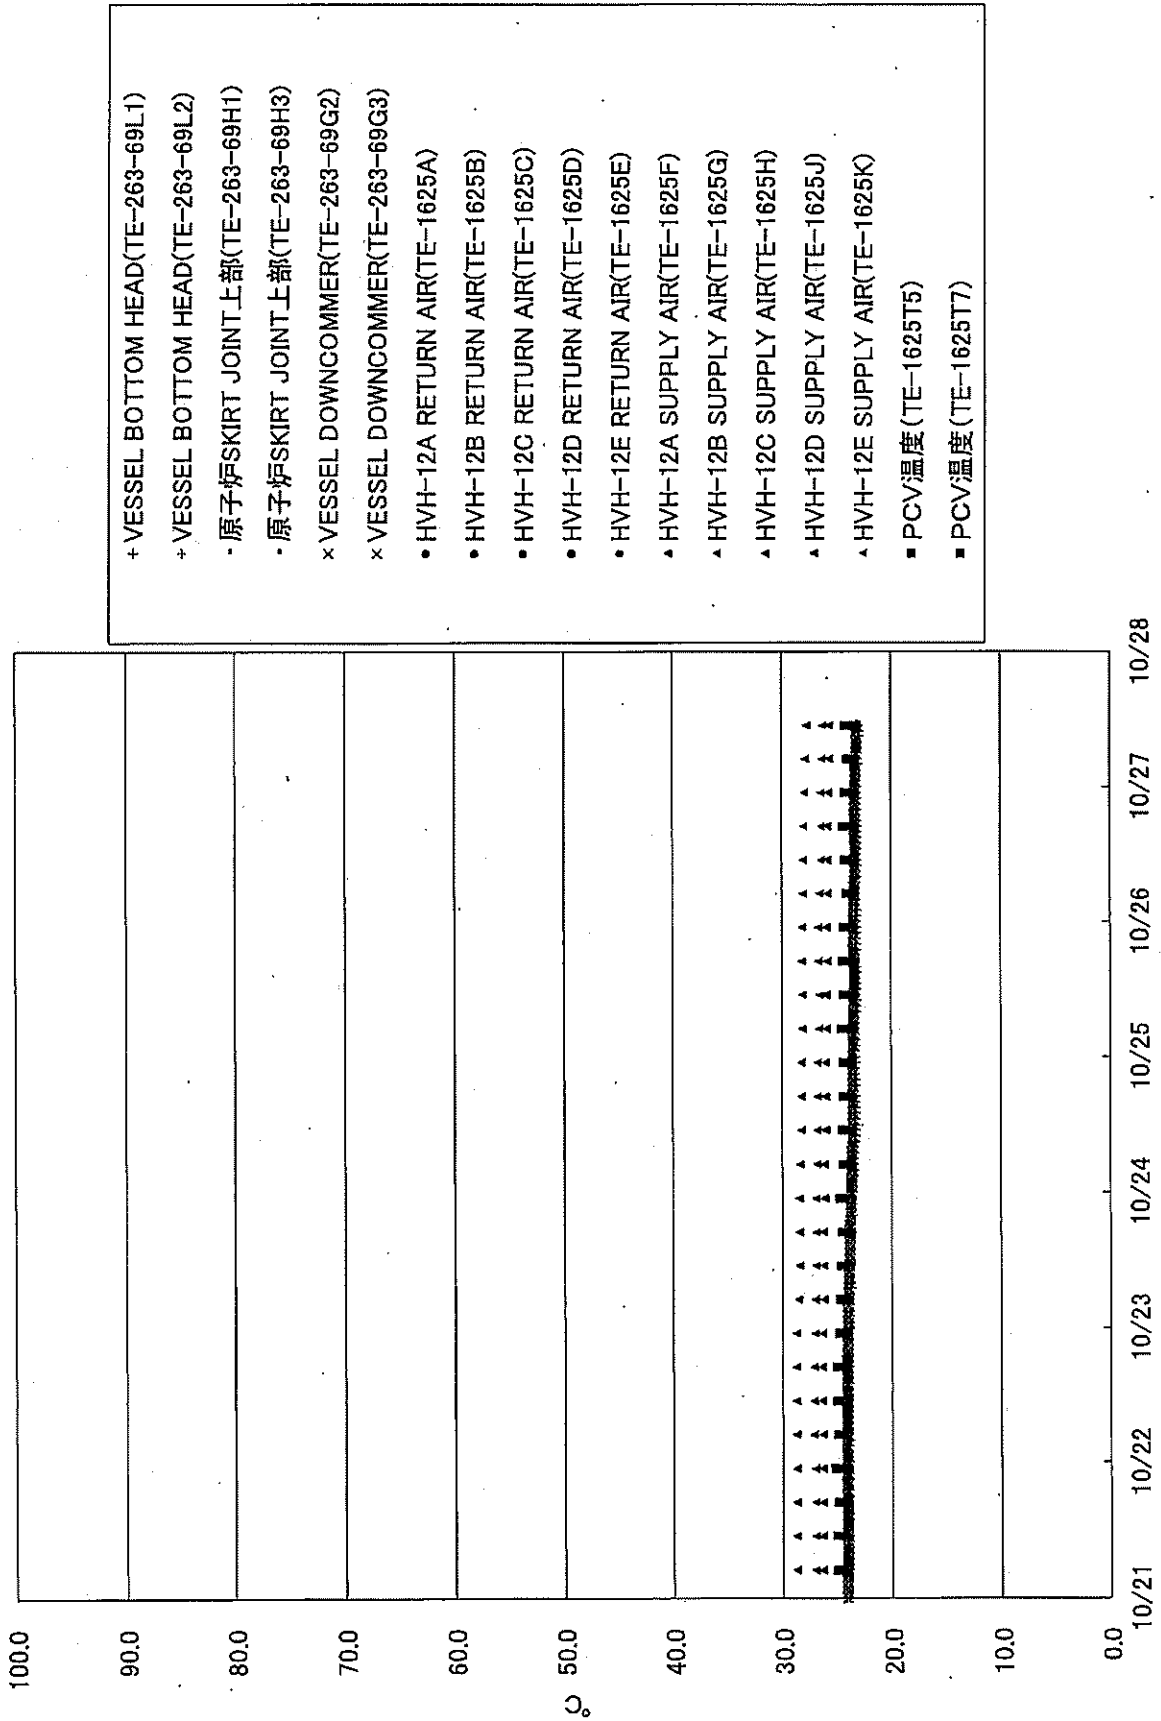 100.0
90.0
80.0
70.0
60.0
50.0
40.0
30.0
20.0
10.0
0.0
℃
10/21
10/22
10/23
10/24
10/25
10/26
10/27
10/28
+ VESSEL BOTTOM HEAD(TE-263-69L1)
+ VESSEL BOTTOM HEAD(TE-263-69L2)
- 原子炉SKIRT JOINT上部(TE-263-69H1)
- 原子炉SKIRT JOINT上部(TE-263-69H3)
× VESSEL DOWNCOMMER(TE-263-69G2)
× VESSEL DOWNCOMMER(TE-263-69G3)
● HVH-12A RETURN AIR(TE-1625A)
● HVH-12B RETURN AIR(TE-1625B)
● HVH-12C RETURN AIR(TE-1625C)
● HVH-12D RETURN AIR(TE-1625D)
● HVH-12E RETURN AIR(TE-1625E)
▲ HVH-12A SUPPLY AIR(TE-1625F)
▲ HVH-12B SUPPLY AIR(TE-1625G)
▲ HVH-12C SUPPLY AIR(TE-1625H)
▲ HVH-12D SUPPLY AIR(TE-1625J)
▲ HVH-12E SUPPLY AIR(TE-1625K)
■ PCV温度(TE-1625T5)
■ PCV温度(TE-1625T7)